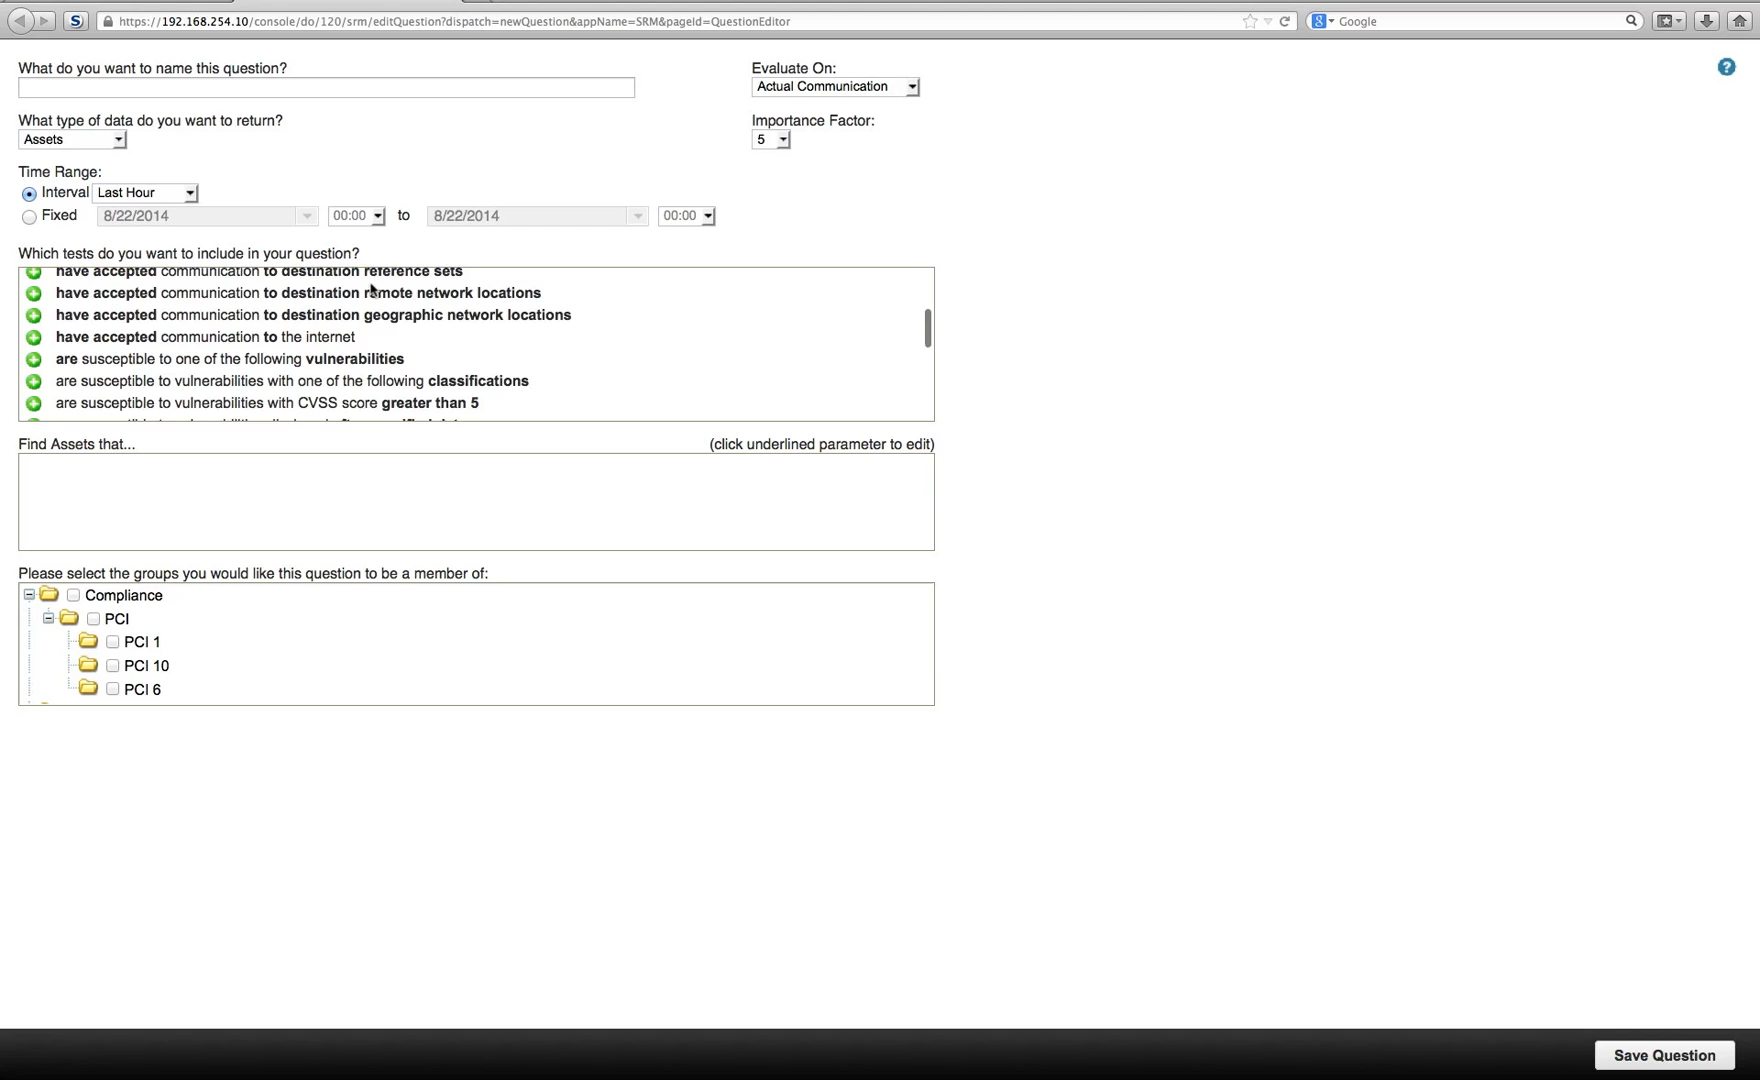 https://192.168.254.10/console/do/120/srm/editQuestion?dispatch=newQuestion&appName=SRM&pageId=QuestionEditor
Google
What do you want to name this question?
Evaluate On:
Actual Communication
What type of data do you want to return?
Importance Factor:
Assets
5
Time Range:
Interval Last Hour
Fixed 8/22/2014 00:00 to 8/22/2014 00:00
Which tests do you want to include in your question?
have accepted communication to destination reference sets
have accepted communication to destination remote network locations
have accepted communication to destination geographic network locations
have accepted communication to the internet
are susceptible to one of the following vulnerabilities
are susceptible to vulnerabilities with one of the following classifications
are susceptible to vulnerabilities with CVSS score greater than 5
Find Assets that... (click underlined parameter to edit)
Please select the groups you would like this question to be a member of:
Compliance
PCI
PCI 1
PCI 10
PCI 6
Save Question